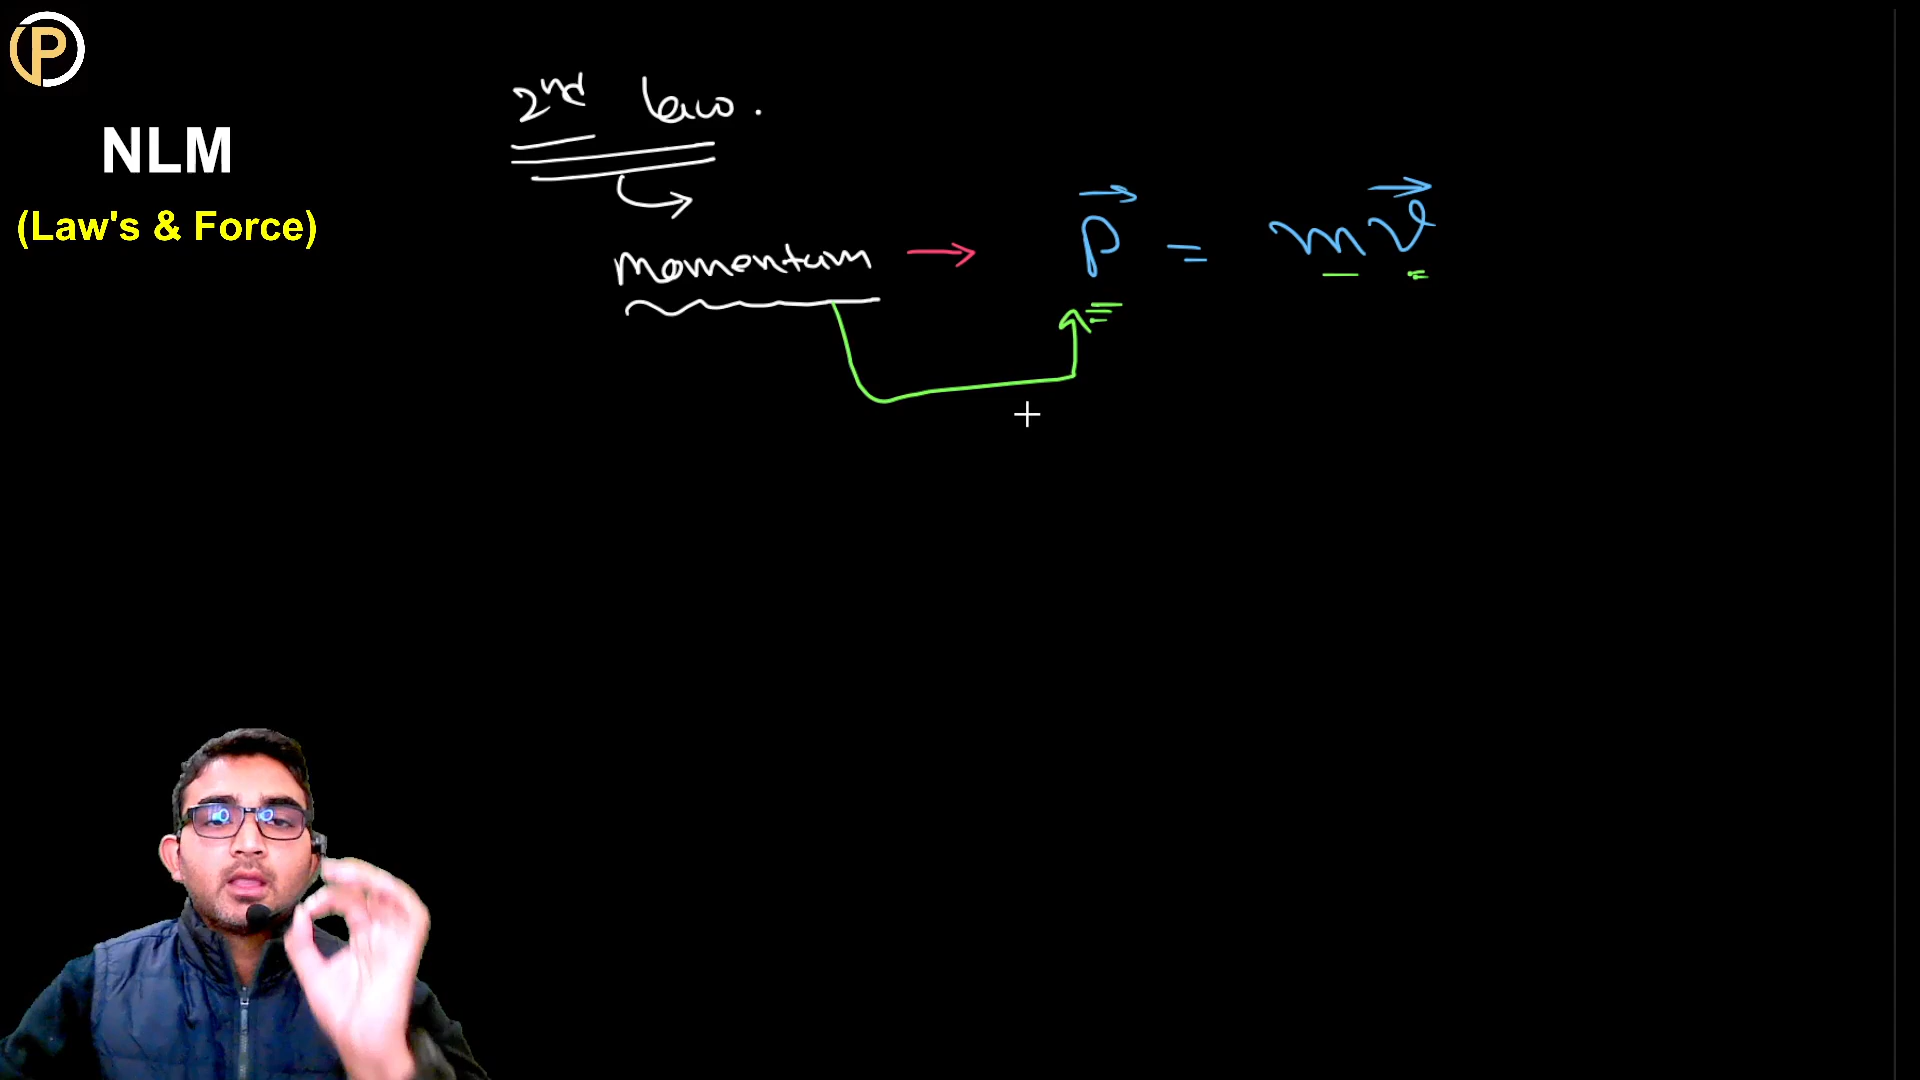 P
NLM
(Law's & Force)
2nd law.
momentum → p⃗ = mv⃗